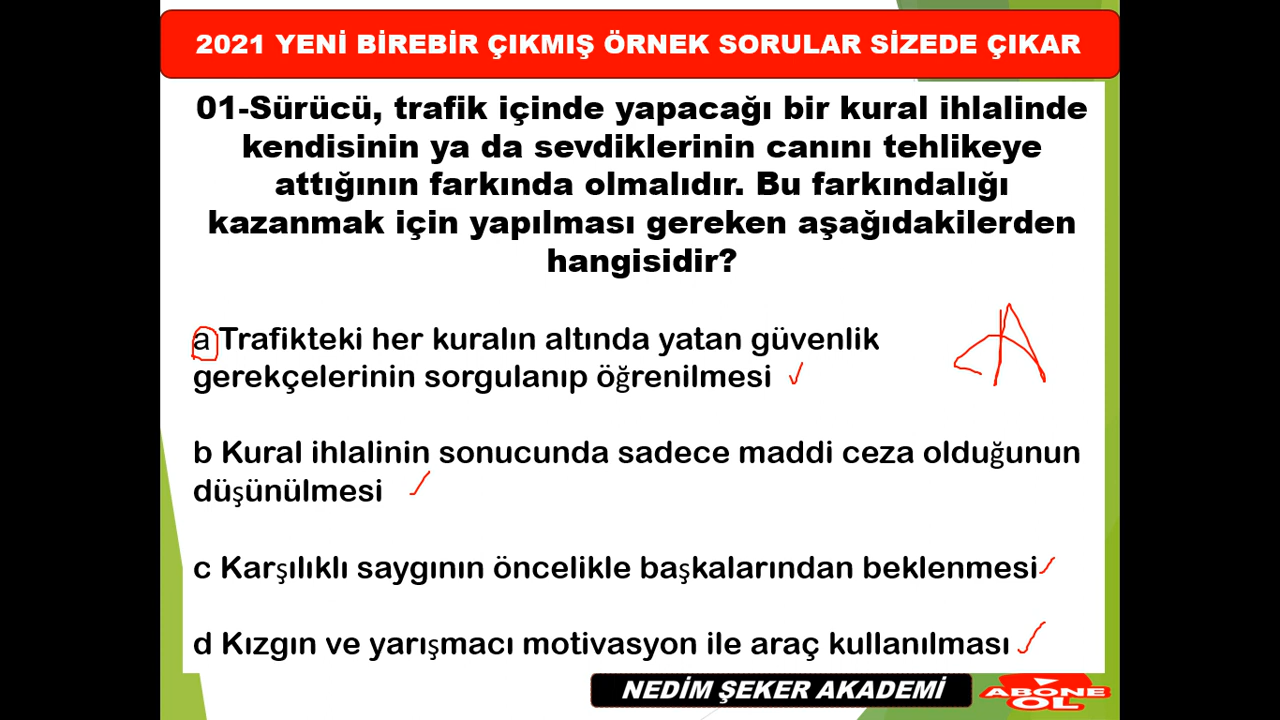 2021 YENİ BİREBİR ÇIKMIŞ ÖRNEK SORULAR SİZEDE ÇIKAR
01-Sürücü, trafik içinde yapacağı bir kural ihlalinde
kendisinin ya da sevdiklerinin canını tehlikeye
attığının farkında olmalıdır. Bu farkındalığı
kazanmak için yapılması gereken aşağıdakilerden
hangisidir?
a Trafikteki her kuralın altında yatan güvenlik
gerekçelerinin sorgulanıp öğrenilmesi
A
b Kural ihlalinin sonucunda sadece maddi ceza olduğunun
düşünülmesi
c Karşılıklı saygının öncelikle başkalarından beklenmesi
d Kızgın ve yarışmacı motivasyon ile araç kullanılması
NEDİM ŞEKER AKADEMİ
ABONE
OL